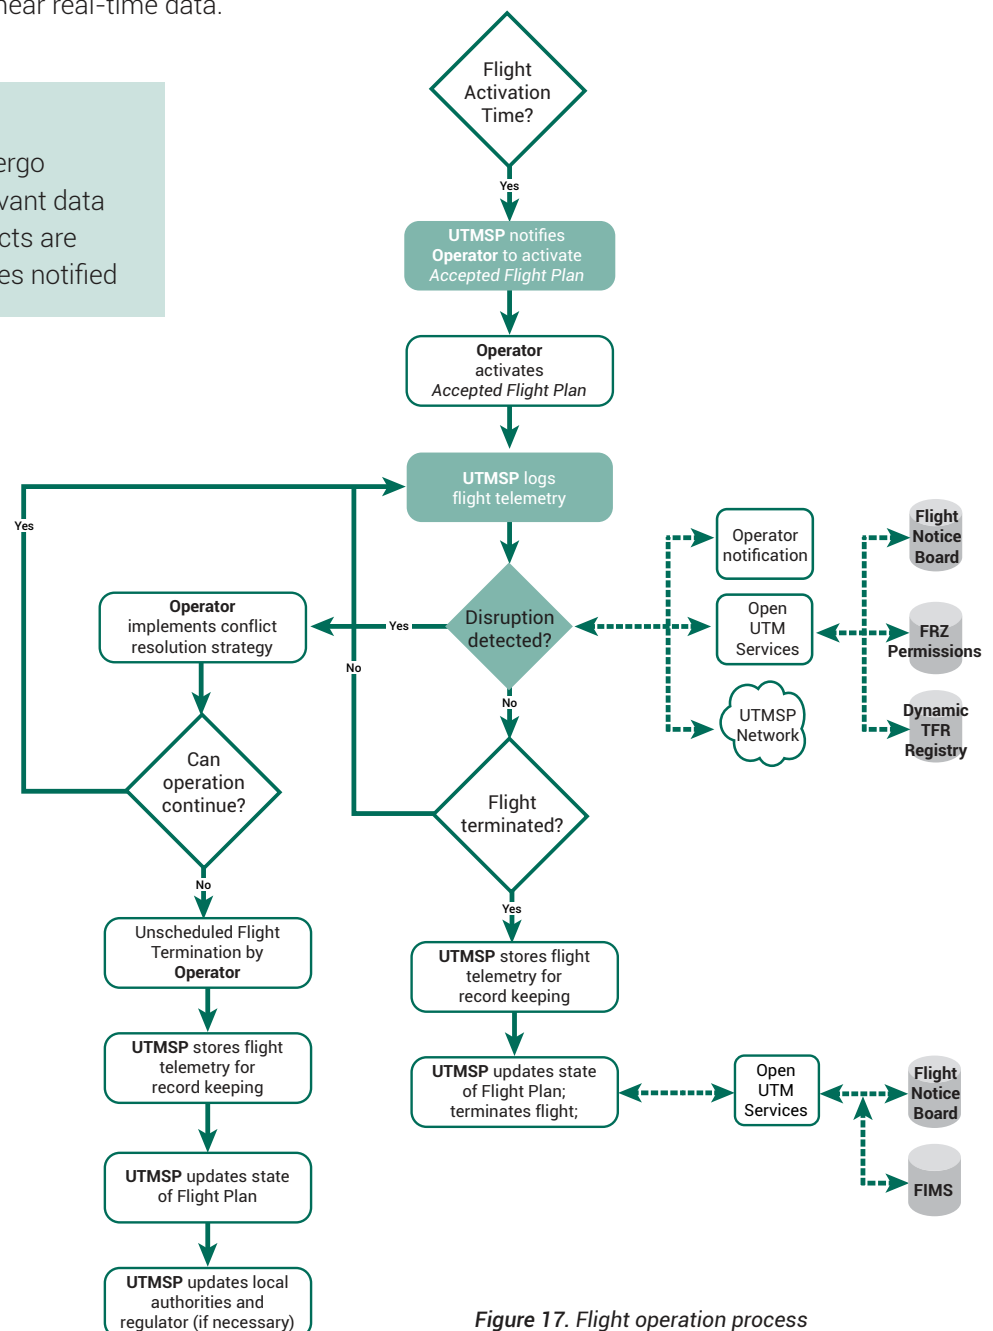 near real-time data.
ergo
vant data
cts are
es notified
Flight
Activation
Time?
Yes
UTMSP notifies
Operator to activate
Accepted Flight Plan
Operator
activates
Accepted Flight Plan
UTMSP logs
flight telemetry
Yes
Disruption
detected?
Yes
No
No
Operator
implements conflict
resolution strategy
Can
operation
continue?
No
Flight
terminated?
Yes
Operator
notification
Open
UTM
Services
UTMSP
Network
Flight
Notice
Board
FRZ
Permissions
Dynamic
TFR
Registry
Unscheduled Flight
Termination by
Operator
UTMSP stores flight
telemetry for
record keeping
UTMSP updates state
of Flight Plan
UTMSP updates local
authorities and
regulator (if necessary)
UTMSP stores flight
telemetry for
record keeping
UTMSP updates state
of Flight Plan;
terminates flight;
Open
UTM
Services
Flight
Notice
Board
FIMS
Figure 17. Flight operation process